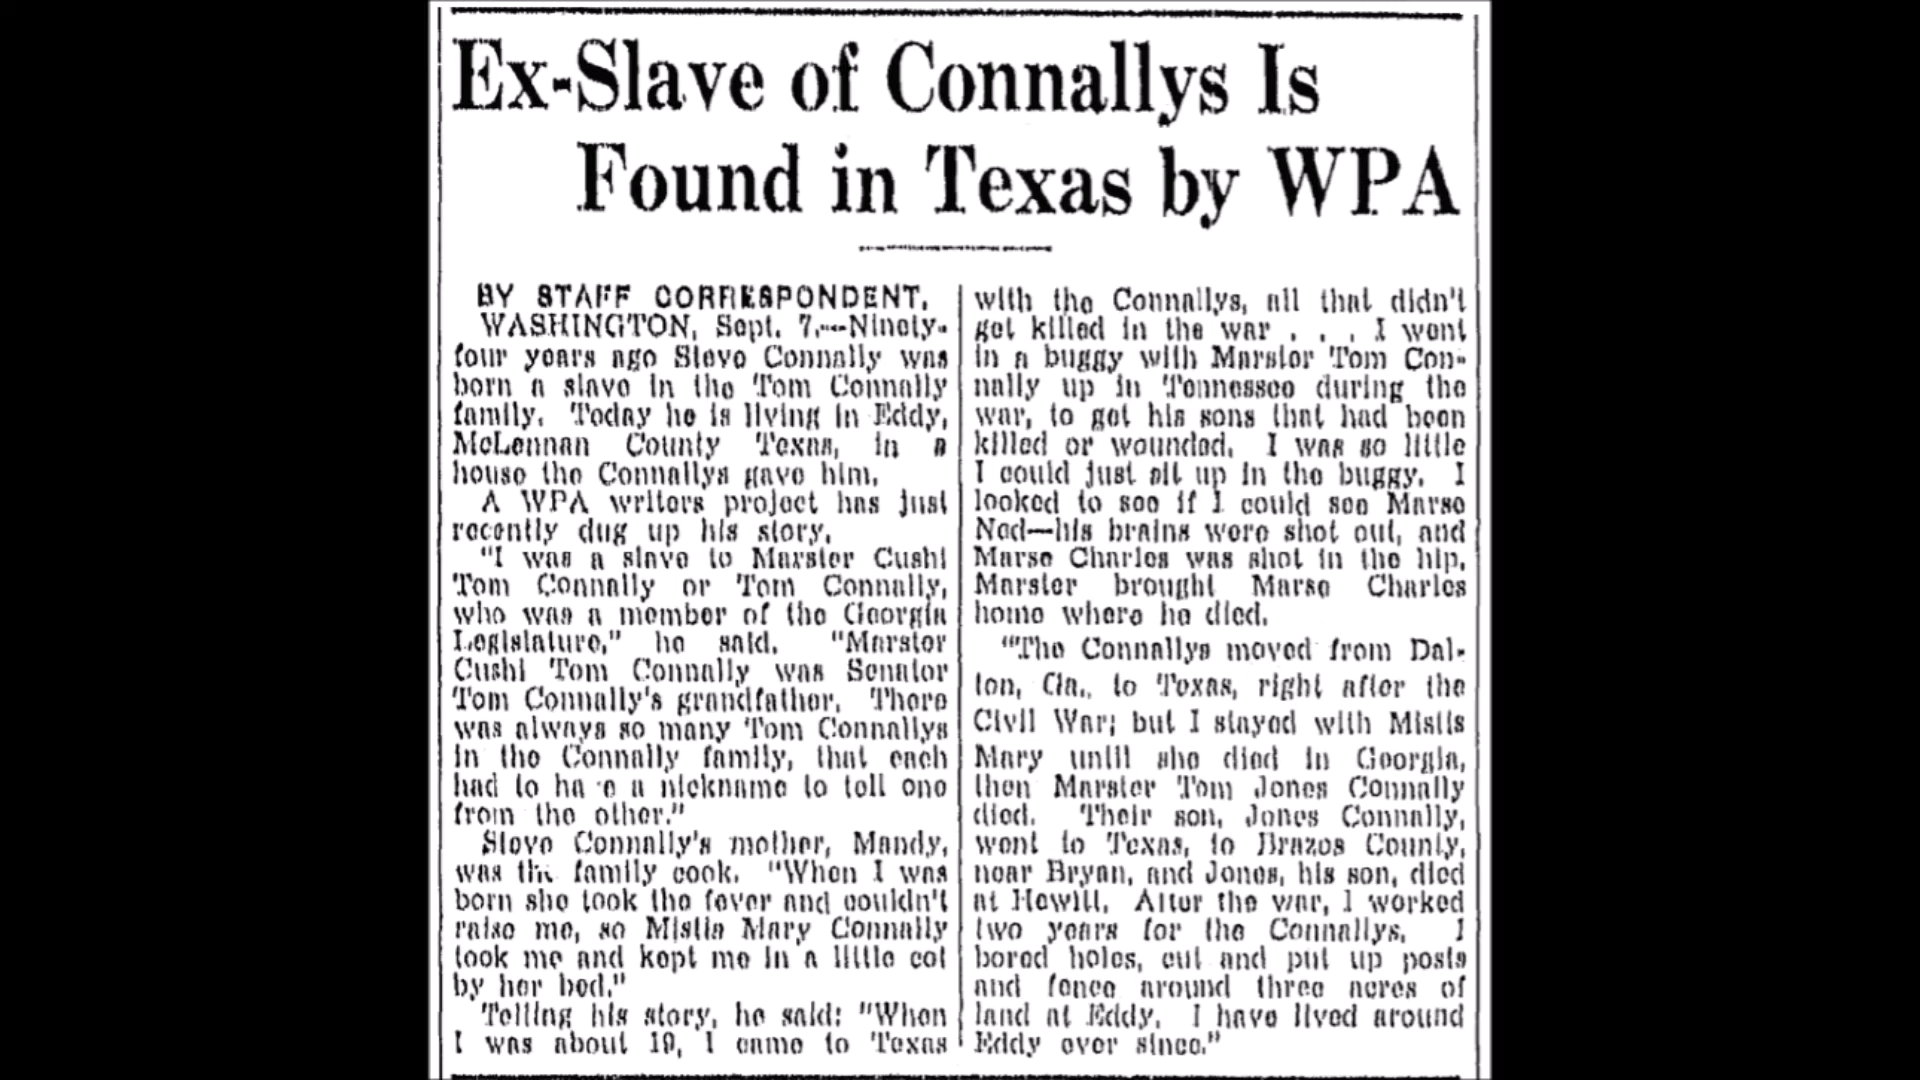 Ex-Slave of Connallys Is
Found in Texas by WPA
BY STAFF CORRESPONDENT.
WASHINGTON, Sept. 7.--Ninety-
four years ago Steve Connally was
born a slave in the Tom Connally
family. Today he is living in Eddy,
McLennan County Texas, in a
house the Connallys gave him.
A WPA writers project has just
recently dug up his story.
"I was a slave to Marster Cushi
Tom Connally or Tom Connally,
who was a member of the Georgia
Legislature," he said. "Marster
Cushi Tom Connally was Senator
Tom Connally's grandfather. There
was always so many Tom Connallys
in the Connally family, that each
had to ha e a nickname to tell one
from the other."
Steve Connally's mother, Mandy,
was the family cook. "When I was
born she took the fever and couldn't
raise me, so Mistis Mary Connally
took me and kept me in a little cot
by her bed."
Telling his story, he said: "When
I was about 19, I came to Texas
with the Connallys, all that didn't
get killed in the war . . . I went
in a buggy with Marster Tom Con-
nally up in Tennessee during the
war, to get his sons that had been
killed or wounded. I was so little
I could just sit up in the buggy. I
looked to see if I could see Marse
Ned—his brains were shot out, and
Marse Charles was shot in the hip.
Marster brought Marse Charles
home where he died.
"The Connallys moved from Dal-
ton, Ga., to Texas, right after the
Civil War; but I stayed with Mistis
Mary until she died in Georgia,
then Marster Tom Jones Connally
died. Their son, Jones Connally,
went to Texas, to Brazos County,
near Bryan, and Jones, his son, died
at Hewitt. After the war, I worked
two years for the Connallys. I
bored holes, cut and put up posts
and fence around three acres of
land at Eddy. I have lived around
Eddy ever since."